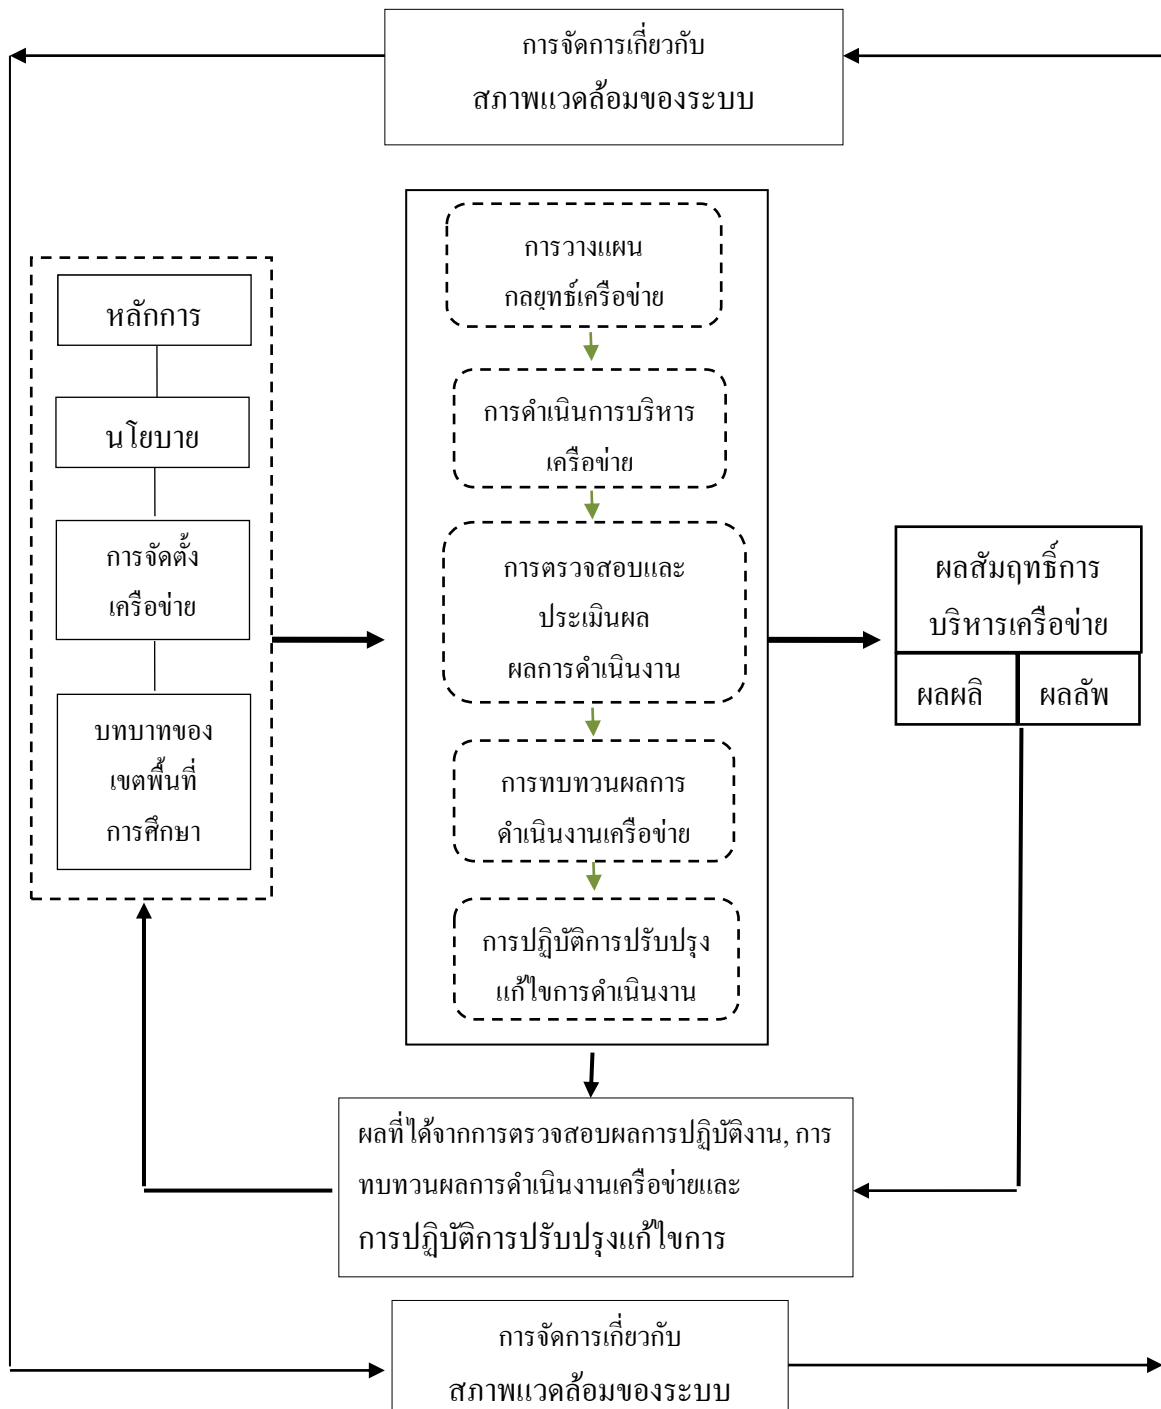 การจัดการเกี่ยวกับ
สภาพแวดล้อมของระบบ
หลักการ
นโยบาย
การจัดตั้ง
เครือข่าย
บทบาทของ
เขตพื้นที่
การศึกษา
การวางแผน
กลยุทธ์เครือข่าย
การดำเนินการบริหาร
เครือข่าย
การตรวจสอบและ
ประเมินผล
ผลการดำเนินงาน
การทบทวนผลการ
ดำเนินงานเครือข่าย
การปฏิบัติการปรับปรุง
แก้ไขการดำเนินงาน
ผลสัมฤทธิ์การ
บริหารเครือข่าย
ผลผลิ
ผลลัพ
ผลที่ได้จากการตรวจสอบผลการปฏิบัติงาน, การ
ทบทวนผลการดำเนินงานเครือข่ายและ
การปฏิบัติการปรับปรุงแก้ไขการ
การจัดการเกี่ยวกับ
สภาพแวดล้อมของระบบ